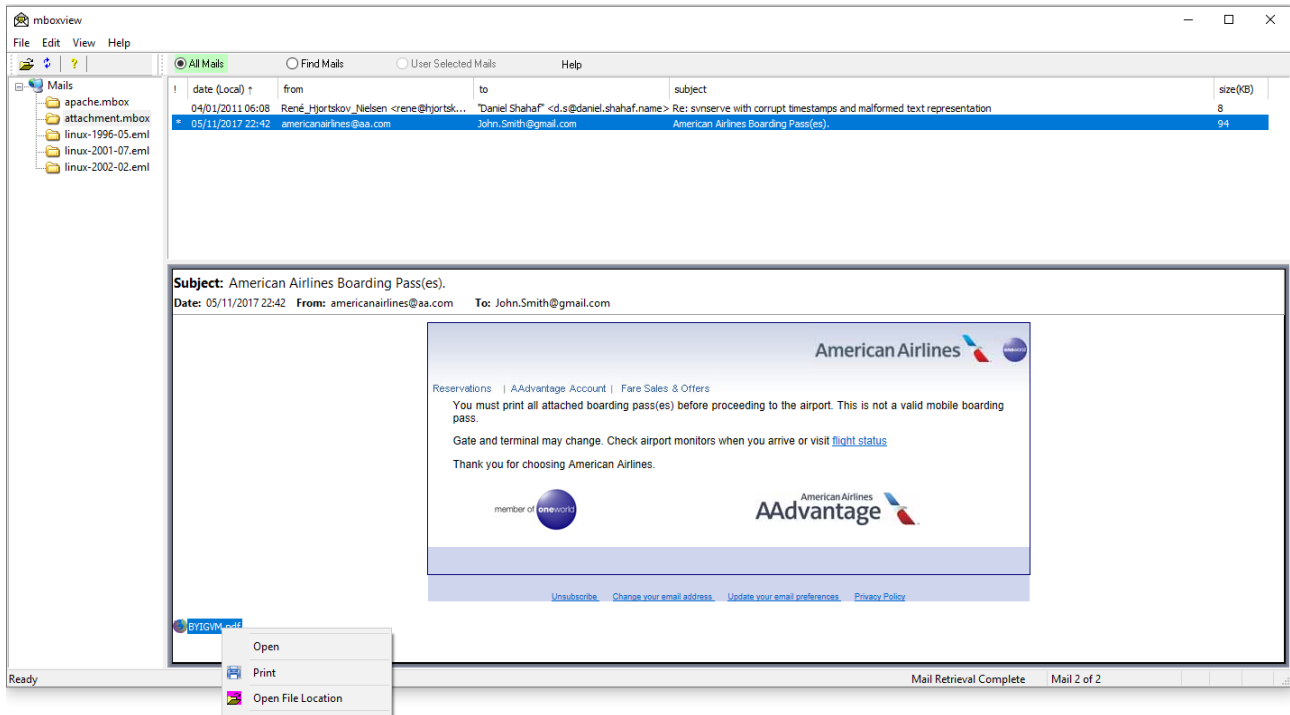 mboxview
File Edit View Help
All Mails Find Mails User Selected Mails Help
Mails
apache.mbox
attachment.mbox
linux-1996-05.eml
linux-2001-07.eml
linux-2002-02.eml
! date (Local) ↑ from to subject size(KB)
04/01/2011 06:08 René_Hjortskov_Nielsen <rene@hjortsk... "Daniel Shahaf" <d.s@daniel.shahaf.name> Re: svnserve with corrupt timestamps and malformed text representation 8
* 05/11/2017 22:42 americanairlines@aa.com John.Smith@gmail.com American Airlines Boarding Pass(es). 94
Subject: American Airlines Boarding Pass(es).
Date: 05/11/2017 22:42 From: americanairlines@aa.com To: John.Smith@gmail.com
American Airlines oneworld
Reservations | AAdvantage Account | Fare Sales & Offers
You must print all attached boarding pass(es) before proceeding to the airport. This is not a valid mobile boarding
pass.
Gate and terminal may change. Check airport monitors when you arrive or visit flight status
Thank you for choosing American Airlines.
member of oneworld
American Airlines
AAdvantage
Unsubscribe Change your email address Update your email preferences Privacy Policy
BYIGVM.pdf
Open
Print
Open File Location
Ready Mail Retrieval Complete Mail 2 of 2